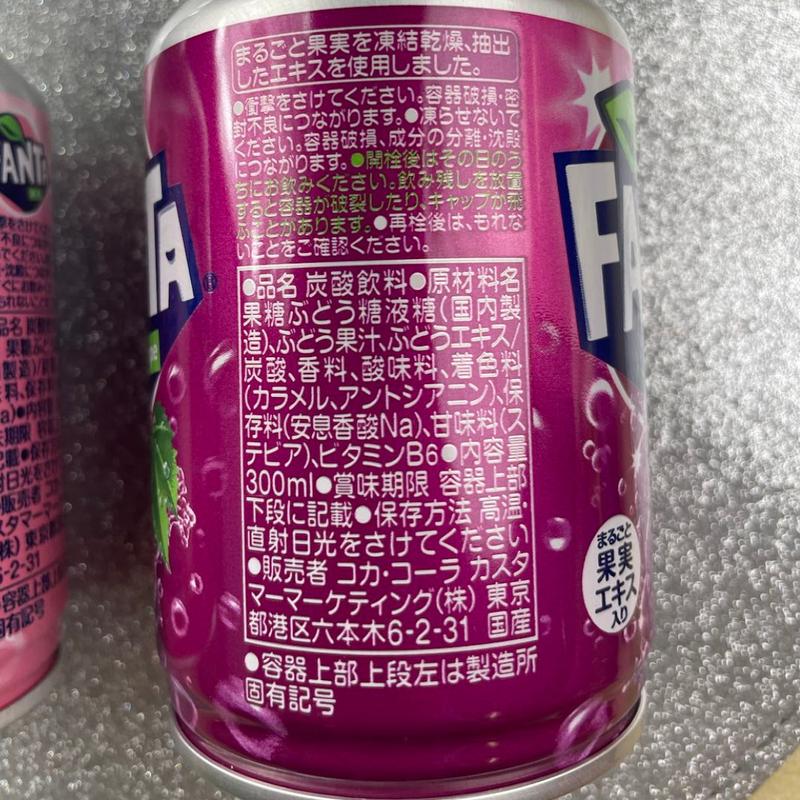 まるごと果実を凍結乾燥、抽出
したエキスを使用しました。
●衝撃をさけてください。容器破損・密
封不良につながります。●凍らせないで
ください。容器破損、成分の分離・沈殿
につながります。●開栓後はその日のう
ちにお飲みください。飲み残しを放置
すると容器が破裂したり、キャップが飛
ぶことがあります。●再栓後は、もれな
いことをご確認ください。
●品名 炭酸飲料●原材料名
果糖ぶどう糖液糖(国内製
造)、ぶどう果汁、ぶどうエキス/
炭酸、香料、酸味料、着色料
(カラメル、アントシアニン)、保
存料(安息香酸Na)、甘味料(ス
テビア)、ビタミンB6●内容量
300ml●賞味期限 容器上部
下段に記載●保存方法 高温・
直射日光をさけてください
●販売者 コカ・コーラ カスタ
マーマーケティング(株) 東京
都港区六本木6-2-31 国産
●容器上部上段左は製造所
固有記号
まるごと
果実
エキス
入り
FANTA